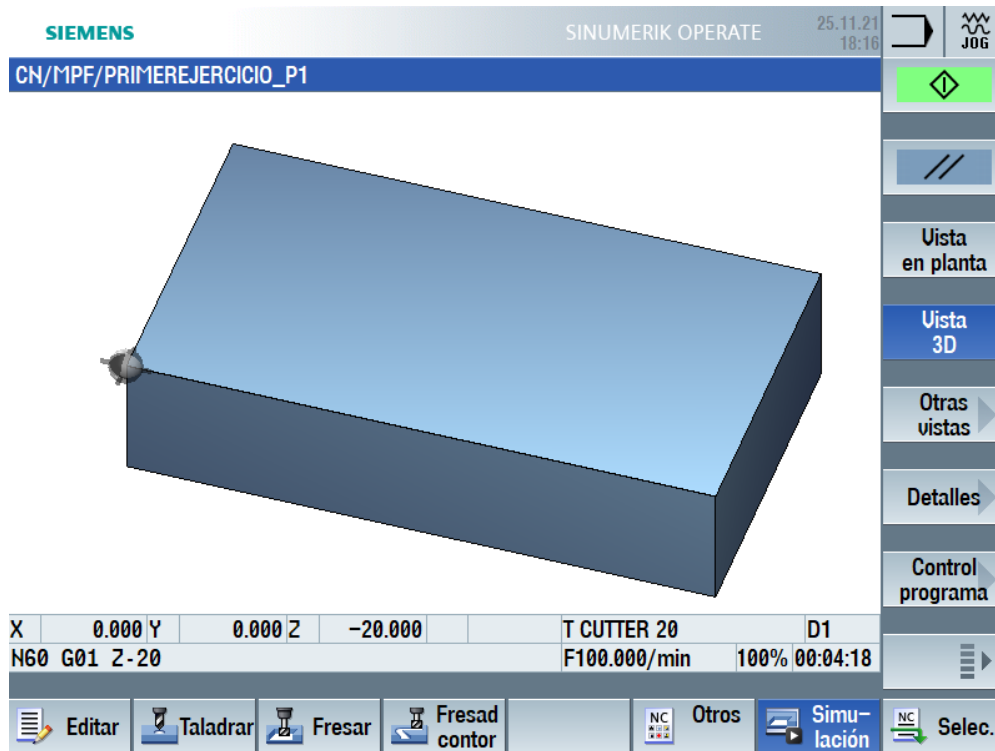 SIEMENS
SINUMERIK OPERATE
25.11.21
18:16
JOG
CN/MPF/PRIMEREJERCICIO_P1
Vista
en planta
Vista
3D
Otras
vistas
Detalles
Control
programa
X 0.000 Y 0.000 Z -20.000 T CUTTER 20 D1
N60 G01 Z-20 F100.000/min 100% 00:04:18
Editar
Taladrar
Fresar
Fresad
contor
NC
Otros
Simu-
lación
NC
Selec.